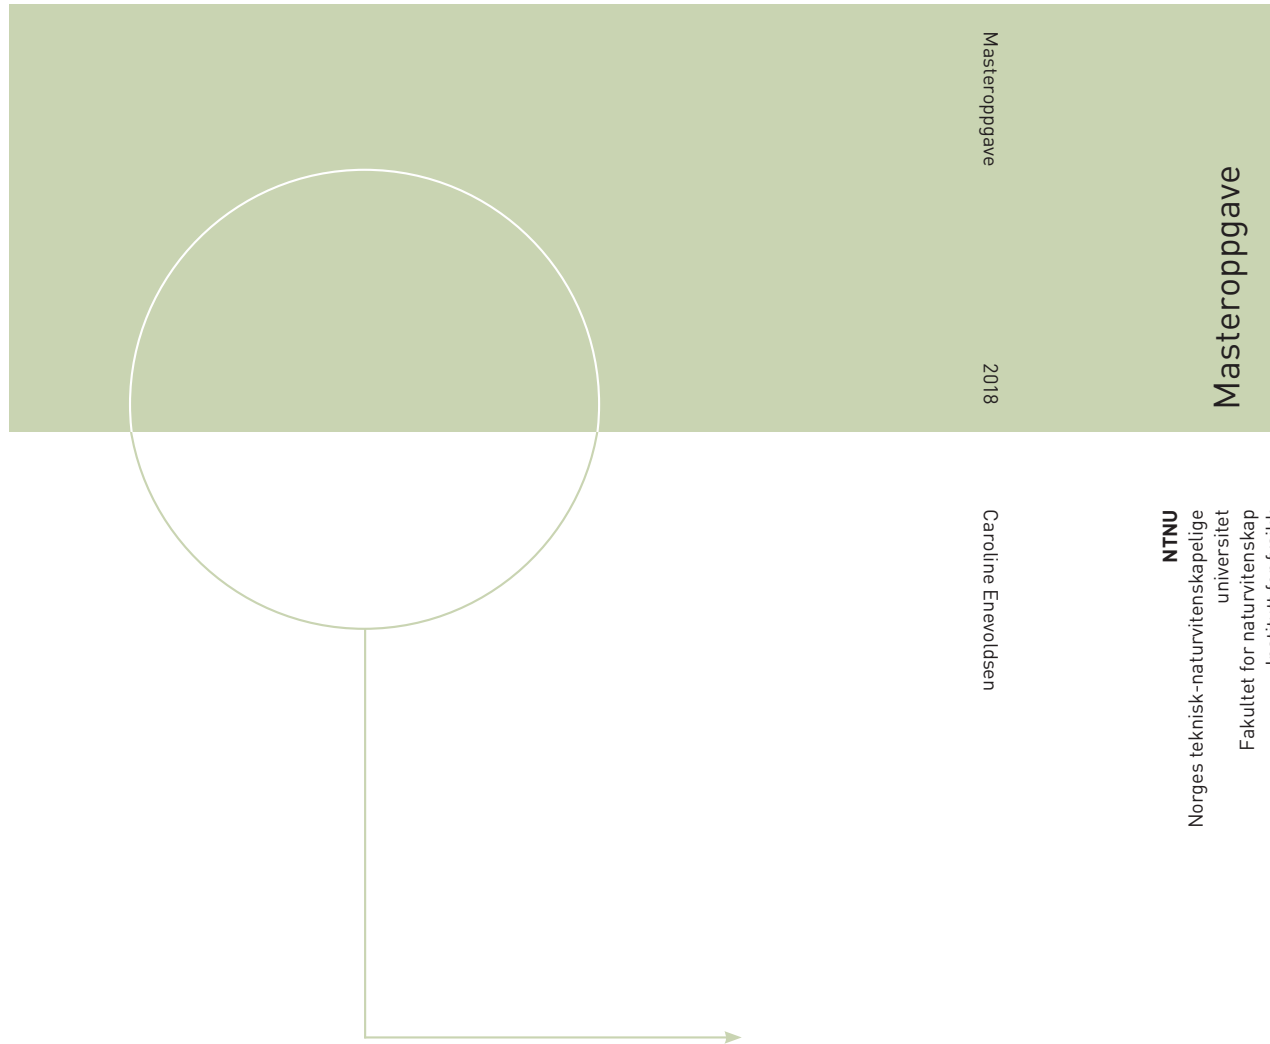 Masteroppgave
2018
Caroline Enevoldsen
Masteroppgave
NTNU
Norges teknisk-naturvitenskapelige
universitet
Fakultet for naturvitenskap